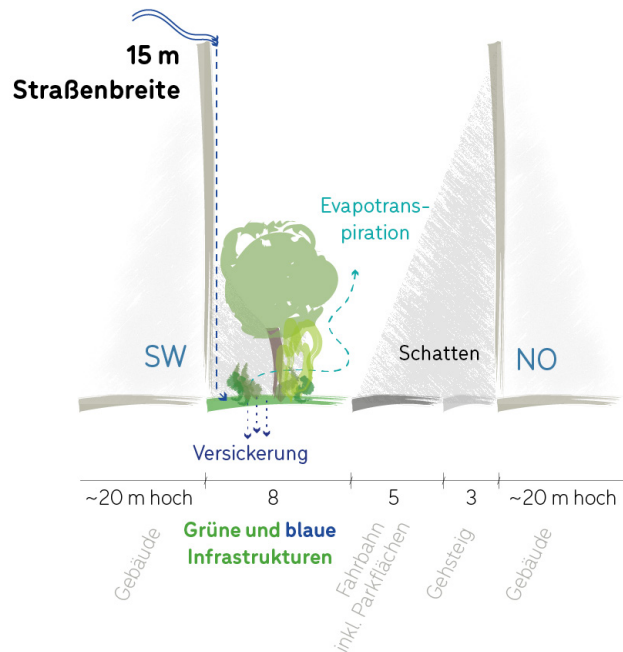 15 m
Straßenbreite
Evapotrans-
piration
SW
Schatten
NO
Versickerung
~20 m hoch
8
5
3
~20 m hoch
Grüne und blaue
Infrastrukturen
Gebäude
Fahrbahn
inkl. Parkflächen
Gehsteig
Gebäude